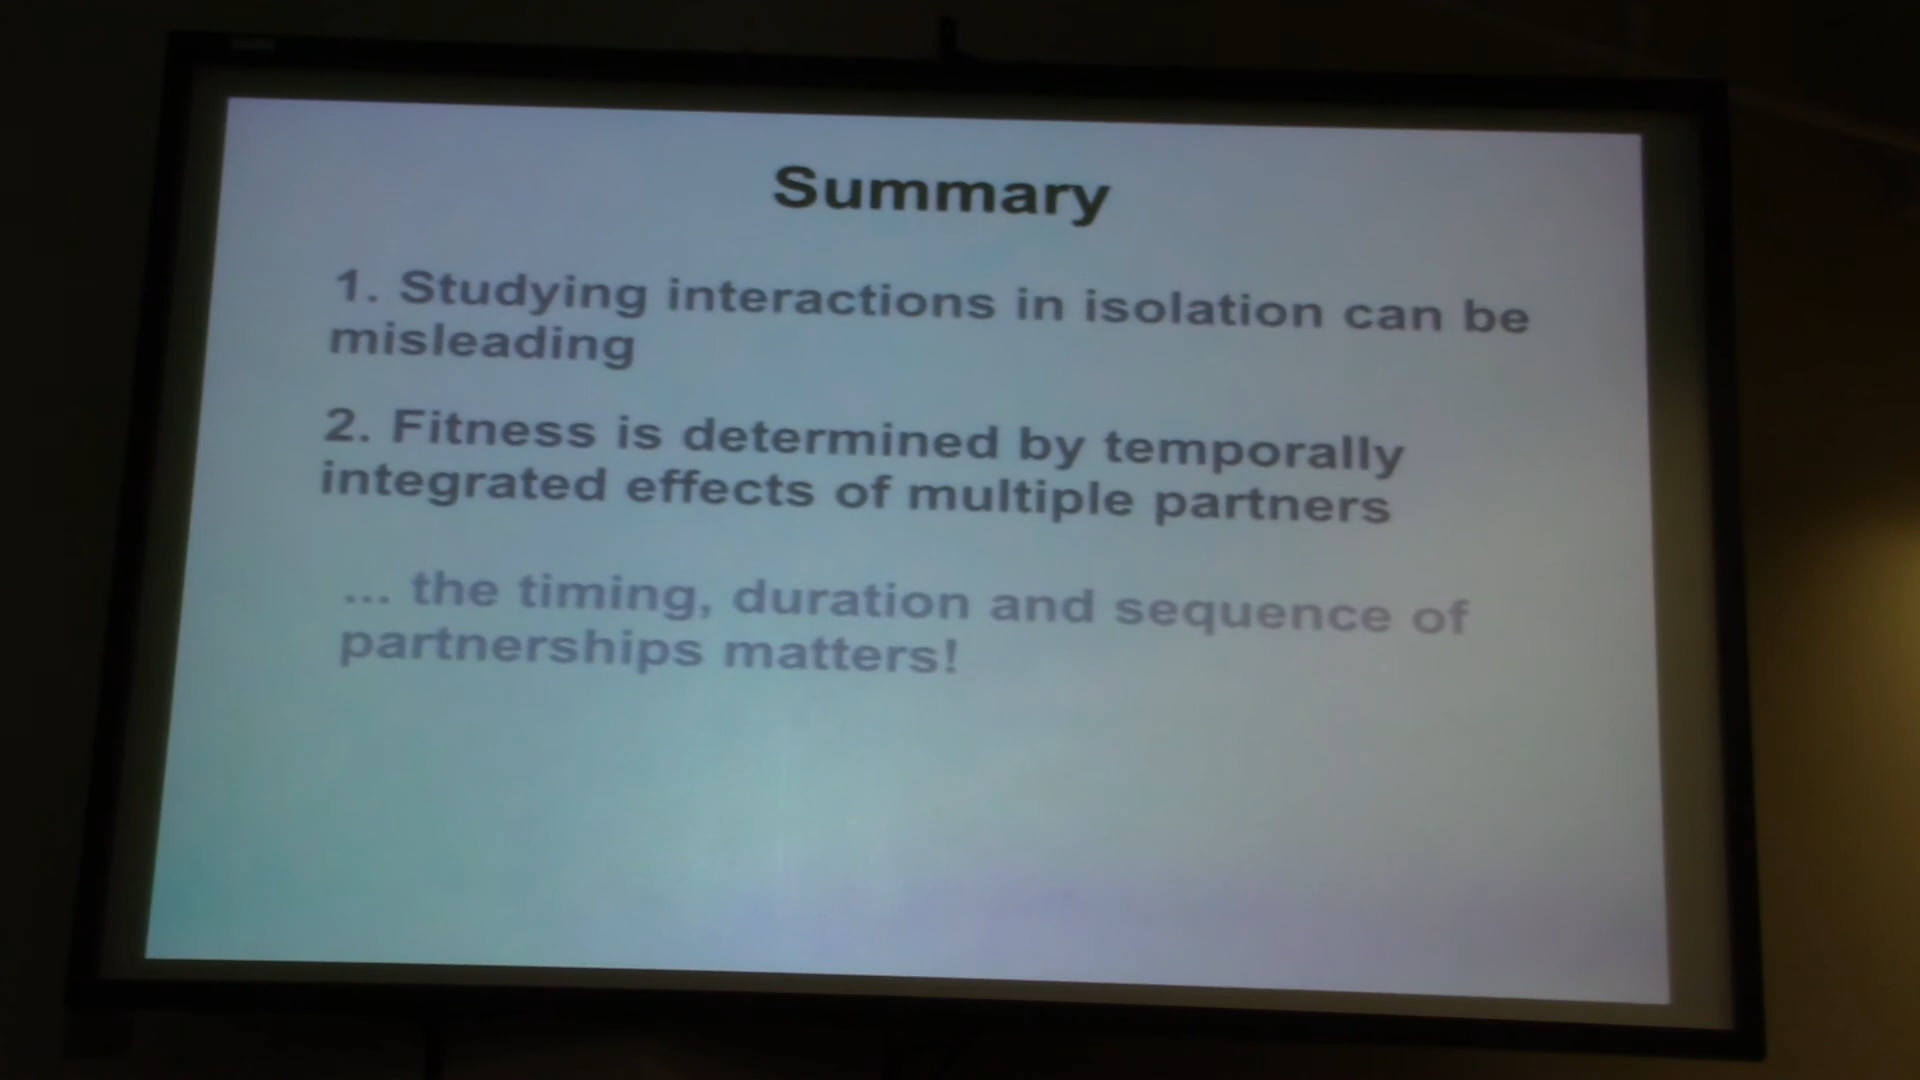 Summary
1. Studying interactions in isolation can be
misleading
2. Fitness is determined by temporally
integrated effects of multiple partners
... the timing, duration and sequence of
partnerships matters!